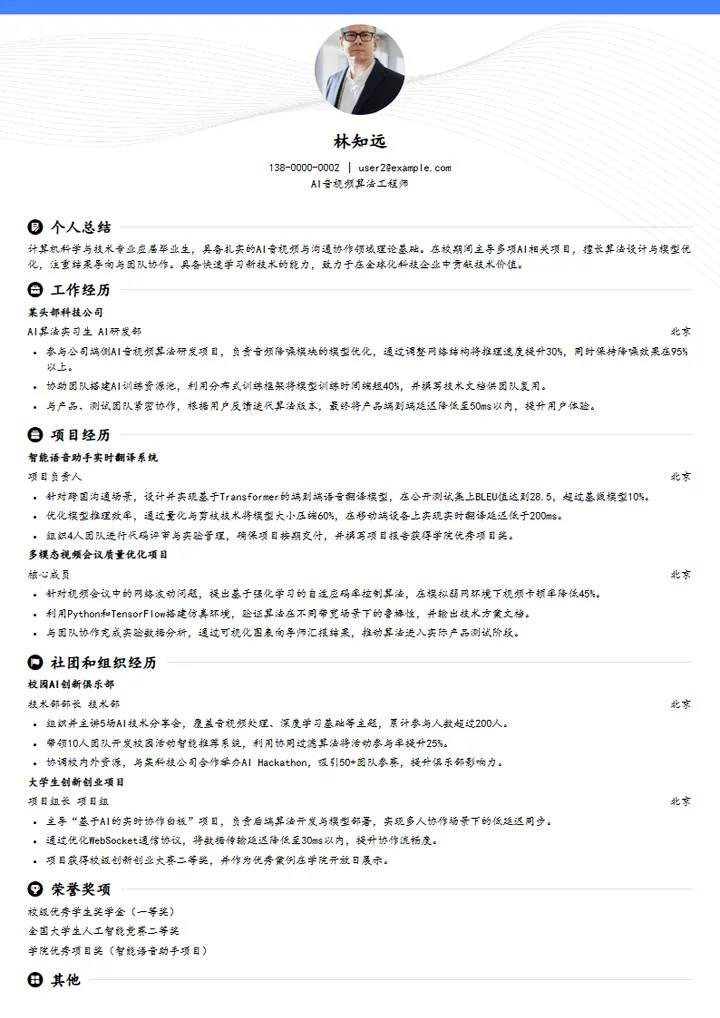 林知远
138-0000-0002 | user2@example.com
AI音视频算法工程师
个人总结
计算机科学与技术专业应届毕业生，具备扎实的AI音视频与沟通协作领域理论基础。在校期间主导多项AI相关项目，擅长算法设计与模型优
化，注重结果导向与团队协作。具备快速学习新技术的能力，致力于在全球化科技企业中贡献技术价值。
工作经历
某头部科技公司
AI算法实习生 AI研发部 北京
• 参与公司端侧AI音视频算法研发项目，负责音频降噪模块的模型优化，通过调整网络结构将推理速度提升30%，同时保持降噪效果在95%
以上。
• 协助团队搭建AI训练资源池，利用分布式训练框架将模型训练时间缩短40%，并撰写技术文档供团队复用。
• 与产品、测试团队紧密协作，根据用户反馈迭代算法版本，最终将产品端到端延迟降低至50ms以内，提升用户体验。
项目经历
智能语音助手实时翻译系统
项目负责人 北京
• 针对跨国沟通场景，设计并实现基于Transformer的端到端语音翻译模型，在公开测试集上BLEU值达到28.5，超过基线模型10%。
• 优化模型推理效率，通过量化与剪枝技术将模型大小压缩60%，在移动端设备上实现实时翻译延迟低于200ms。
• 组织4人团队进行代码评审与实验管理，确保项目按期交付，并撰写项目报告获得学院优秀项目奖。
多模态视频会议质量优化项目
核心成员 北京
• 针对视频会议中的网络波动问题，提出基于强化学习的自适应码率控制算法，在模拟弱网环境下视频卡顿率降低45%。
• 利用Python和TensorFlow搭建仿真环境，验证算法在不同带宽场景下的鲁棒性，并输出技术方案文档。
• 与团队协作完成实验数据分析，通过可视化图表向导师汇报结果，推动算法进入实际产品测试阶段。
社团和组织经历
校园AI创新俱乐部
技术部部长 技术部 北京
• 组织并主讲5场AI技术分享会，覆盖音视频处理、深度学习基础等主题，累计参与人数超过200人。
• 带领10人团队开发校园活动智能推荐系统，利用协同过滤算法将活动参与率提升25%。
• 协调校内外资源，与某科技公司合作举办AI Hackathon，吸引50+团队参赛，提升俱乐部影响力。
大学生创新创业项目
项目组长 项目组 北京
• 主导“基于AI的实时协作白板”项目，负责后端算法开发与模型部署，实现多人协作场景下的低延迟同步。
• 通过优化WebSocket通信协议，将数据传输延迟降低至30ms以内，提升协作流畅度。
• 项目获得校级创新创业大赛二等奖，并作为优秀案例在学院开放日展示。
荣誉奖项
校级优秀学生奖学金（一等奖）
全国大学生人工智能竞赛二等奖
学院优秀项目奖（智能语音助手项目）
其他